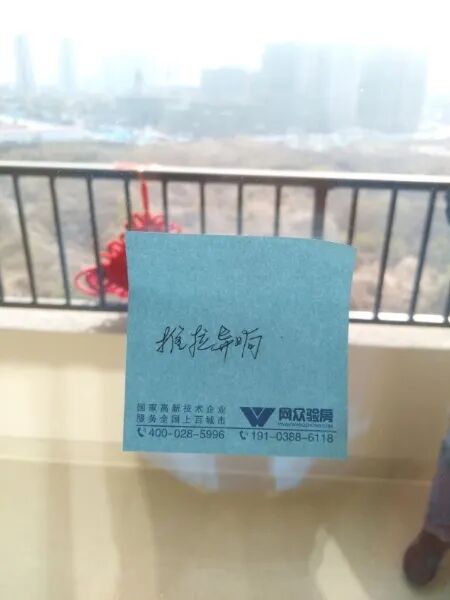 推拉异响
国家高新技术企业
服务全国上百城市
网众验房
400-028-5996
191-0388-6118